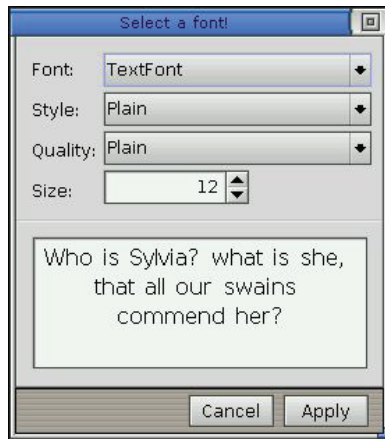 Select a font!
Font: TextFont
Style: Plain
Quality: Plain
Size: 12
Who is Sylvia? what is she,
that all our swains
commend her?
Cancel Apply